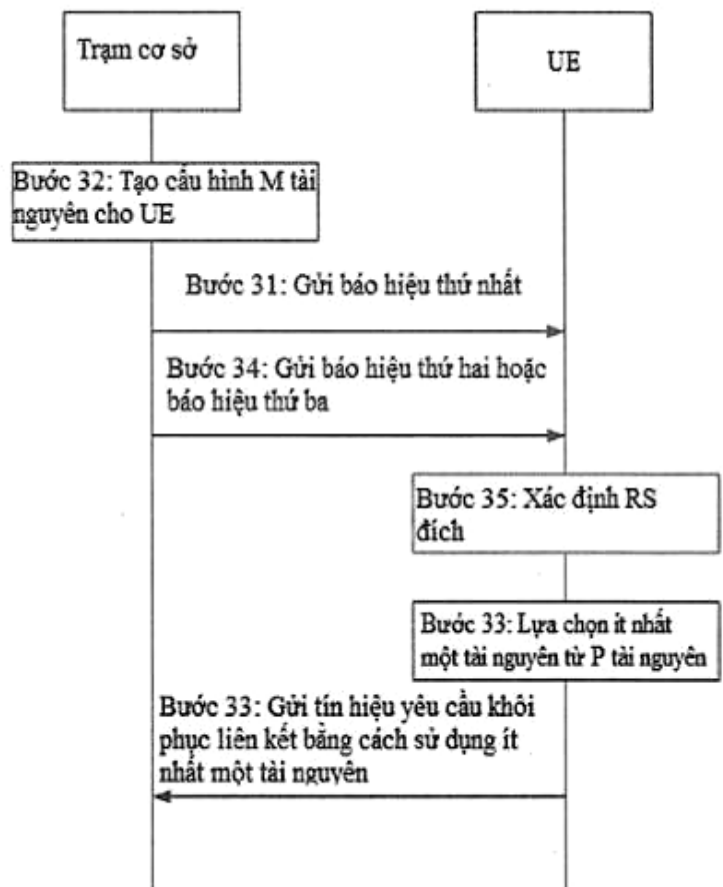 Trạm cơ sở
UE
Bước 32: Tạo cấu hình M tài
nguyên cho UE
Bước 31: Gửi báo hiệu thứ nhất
Bước 34: Gửi báo hiệu thứ hai hoặc
báo hiệu thứ ba
Bước 35: Xác định RS
đích
Bước 33: Lựa chọn ít nhất
một tài nguyên từ P tài nguyên
Bước 33: Gửi tín hiệu yêu cầu khôi
phục liên kết bằng cách sử dụng ít
nhất một tài nguyên